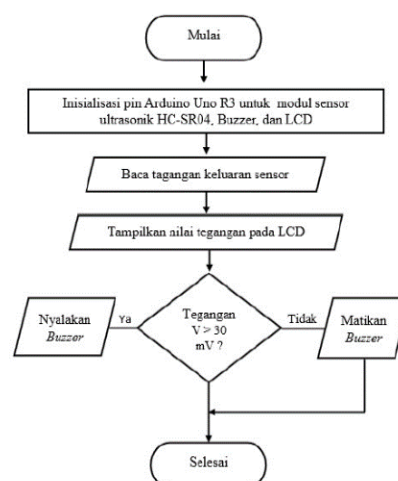 Mulai
Inisialisasi pin Arduino Uno R3 untuk modul sensor
ultrasonik HC-SR04, Buzzer, dan LCD
Baca tagangan keluaran sensor
Tampilkan nilai tegangan pada LCD
Nyalakan
Buzzer
Ya
Tegangan
V > 30
mV ?
Tidak
Matikan
Buzzer
Selesai